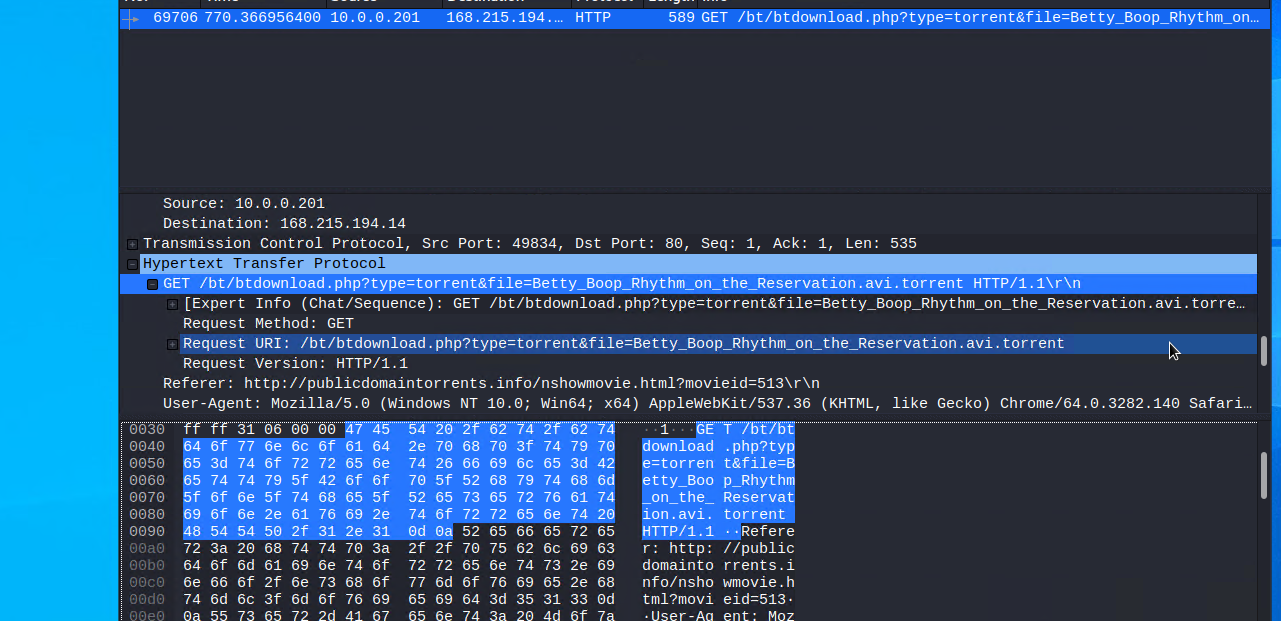 69706 770.366956400 10.0.0.201 168.215.194.… HTTP 589 GET /bt/btdownload.php?type=torrent&file=Betty_Boop_Rhythm_on…
Source: 10.0.0.201
Destination: 168.215.194.14
Transmission Control Protocol, Src Port: 49834, Dst Port: 80, Seq: 1, Ack: 1, Len: 535
Hypertext Transfer Protocol
GET /bt/btdownload.php?type=torrent&file=Betty_Boop_Rhythm_on_the_Reservation.avi.torrent HTTP/1.1\r\n
[Expert Info (Chat/Sequence): GET /bt/btdownload.php?type=torrent&file=Betty_Boop_Rhythm_on_the_Reservation.avi.torre…
Request Method: GET
Request URI: /bt/btdownload.php?type=torrent&file=Betty_Boop_Rhythm_on_the_Reservation.avi.torrent
Request Version: HTTP/1.1
Referer: http://publicdomaintorrents.info/nshowmovie.html?movieid=513\r\n
User-Agent: Mozilla/5.0 (Windows NT 10.0; Win64; x64) AppleWebKit/537.36 (KHTML, like Gecko) Chrome/64.0.3282.140 Safari…
0030 ff ff 31 06 00 00 47 45 54 20 2f 62 74 2f 62 74 ··1···GE T /bt/bt
0040 64 6f 77 6e 6c 6f 61 64 2e 70 68 70 3f 74 79 70 download .php?typ
0050 65 3d 74 6f 72 72 65 6e 74 26 66 69 6c 65 3d 42 e=torren t&file=B
0060 65 74 74 79 5f 42 6f 6f 70 5f 52 68 79 74 68 6d etty_Boo p_Rhythm
0070 5f 6f 6e 5f 74 68 65 5f 52 65 73 65 72 76 61 74 _on_the_ Reservat
0080 69 6f 6e 2e 61 76 69 2e 74 6f 72 72 65 6e 74 20 ion.avi. torrent
0090 48 54 54 50 2f 31 2e 31 0d 0a 52 65 66 65 72 65 HTTP/1.1 ··Refere
00a0 72 3a 20 68 74 74 70 3a 2f 2f 70 75 62 6c 69 63 r: http: //public
00b0 64 6f 6d 61 69 6e 74 6f 72 72 65 6e 74 73 2e 69 domainto rrents.i
00c0 6e 66 6f 2f 6e 73 68 6f 77 6d 6f 76 69 65 2e 68 nfo/nsho wmovie.h
00d0 74 6d 6c 3f 6d 6f 76 69 65 69 64 3d 35 31 33 0d tml?movi eid=513·
00e0 0a 55 73 65 72 2d 41 67 65 6e 74 3a 20 4d 6f 7a ·User-Ag ent: Moz